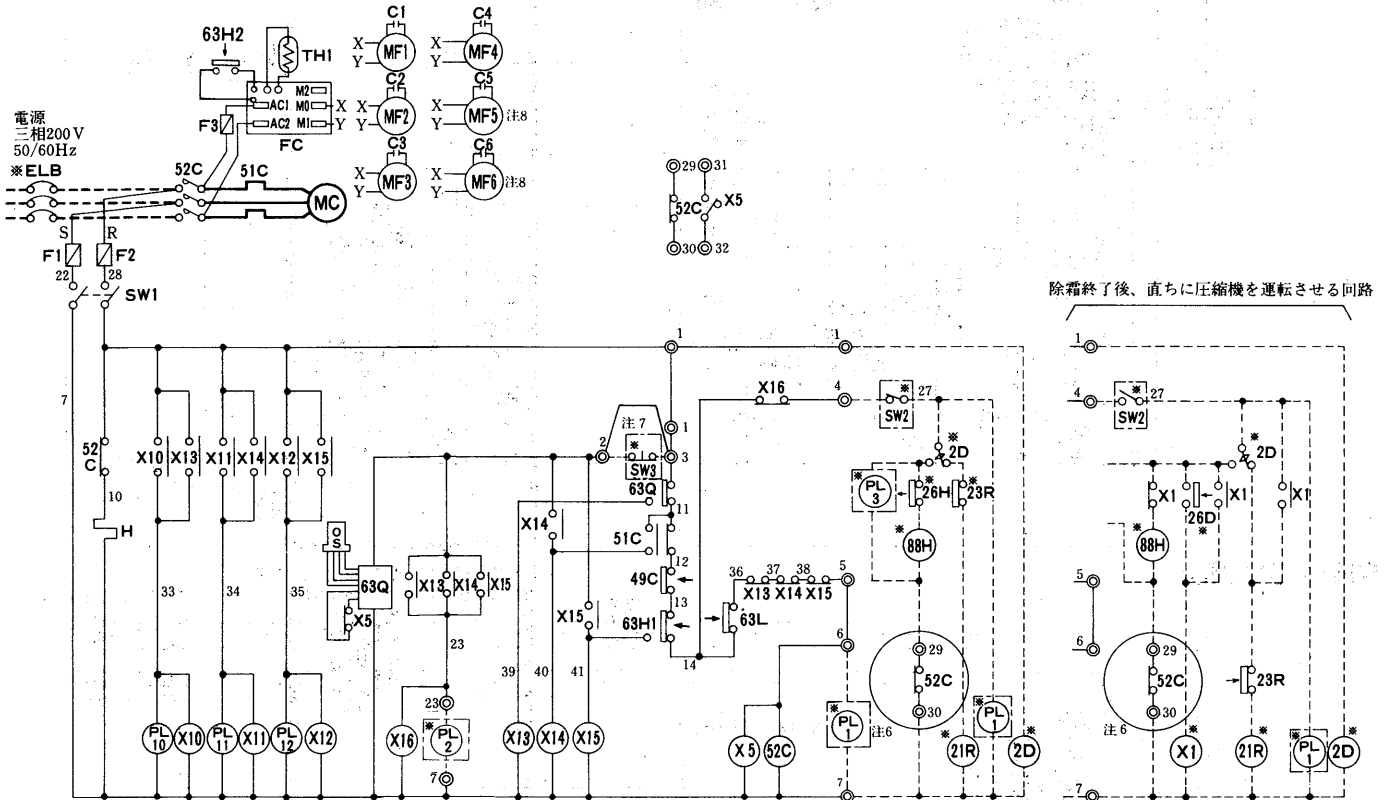 C1
C4
63H2
TH1
X
Y
MF1
X
Y
MF4
C2
C5
M2
AC1 M0 X
AC2 M1 Y
F3
FC
X
Y
MF2
X
Y
MF5 注8
C3
C6
X
Y
MF3
X
Y
MF6 注8
電源
三相200V
50/60Hz
※ELB
52C
51C
MC
S
R
F1
F2
22
28
SW1
29
31
52C
X5
30
32
除霜終了後、直ちに圧縮機を運転させる回路
1
1
1
7
X16
4
※
SW2
27
4
※
SW2
27
注7
1
2
※
SW3
3
※
2D
※
2D
52
C
X10
X13
X11
X14
X12
X15
63Q
※
PL
3
※
26H
※
23R
X1
26D
※
X1
X1
10
H
11
X14
51C
※
88H
※
88H
OS
63Q
X5
X13
X14
X15
12
49C
36
37
38
5
X13
X14
X15
5
33
34
35
13
X15
63H1
63L
23
14
6
6
39
40
41
29
52C
30
29
52C
30
23R
注6
23
※
PL
2
7
PL
10
X10
PL
11
X11
PL
12
X12
X16
X13
X14
X15
X5
52C
※
PL
1
注6
※
21R
※
PL
1
※
2D
※
X1
※
21R
※
PL
1
※
2D
7
7